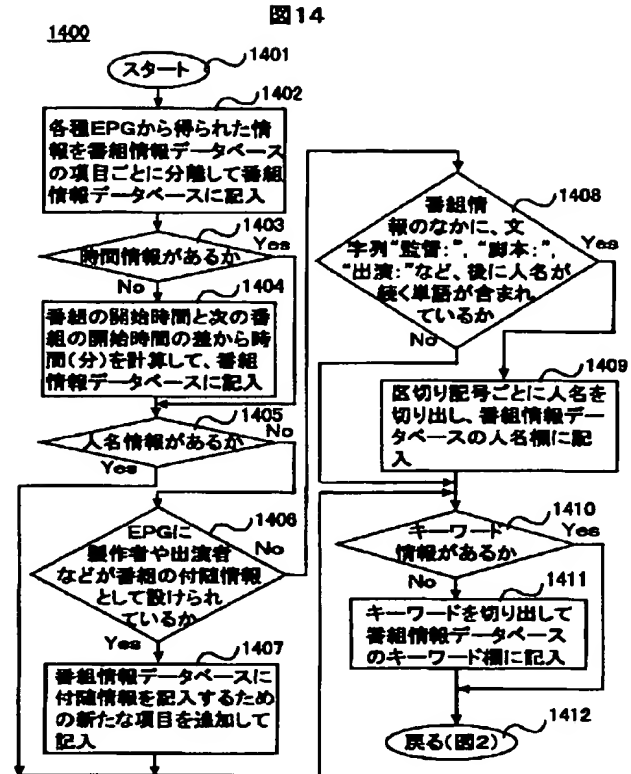 図14
1400
1401
スタート
1402
各種EPGから得られた情
報を番組情報データベース
の項目ごとに分離して番組
情報データベースに記入
1403
時間情報があるか
Yes
No
1404
番組の開始時間と次の番
組の開始時間の差から時
間(分)を計算して、番組
情報データベースに記入
1405
人名情報があるか
No
Yes
1406
EPGに
製作者や出演者
などが番組の付随情報
として設けられ
ているか
No
Yes
1407
番組情報データベースに
付随情報を記入するため
の新たな項目を追加して
記入
1408
番組情
報のなかに、文
字列“監督:”, “脚本:”,
“出演:”など、後に人名が
続く単語が含まれ
ているか
Yes
No
1409
区切り記号ごとに人名を
切り出し、番組情報デー
タベースの人名欄に記
入
1410
キーワード
情報があるか
Yes
No
1411
キーワードを切り出して
番組情報データベース
のキーワード欄に記入
1412
戻る(図2)